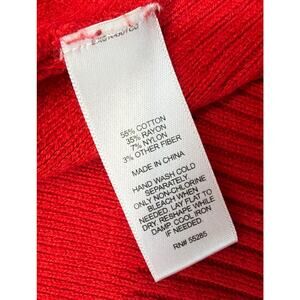 55% COTTON
35% RAYON
7% NYLON
3% OTHER FIBER
MADE IN CHINA
HAND WASH COLD
SEPARATELY
ONLY NON-CHLORINE
BLEACH WHEN
NEEDED. LAY FLAT TO
DRY. RESHAPE WHILE
DAMP. COOL IRON
IF NEEDED.
RN# 55285